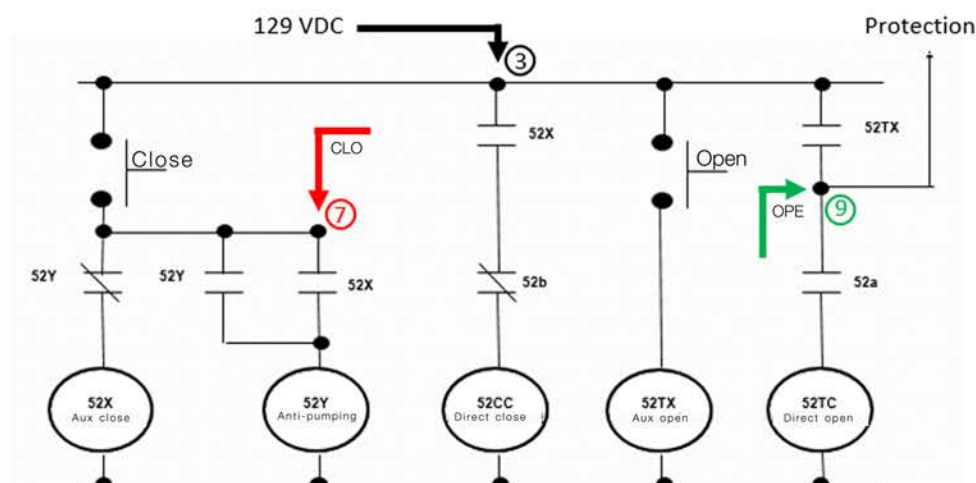 129 VDC
Protection
③
52X
52TX
Close
CLO
Open
⑦
OPE
⑨
52Y
52Y
52X
52b
52a
52X
Aux close
52Y
Anti-pumping
52CC
Direct close
52TX
Aux open
52TC
Direct open